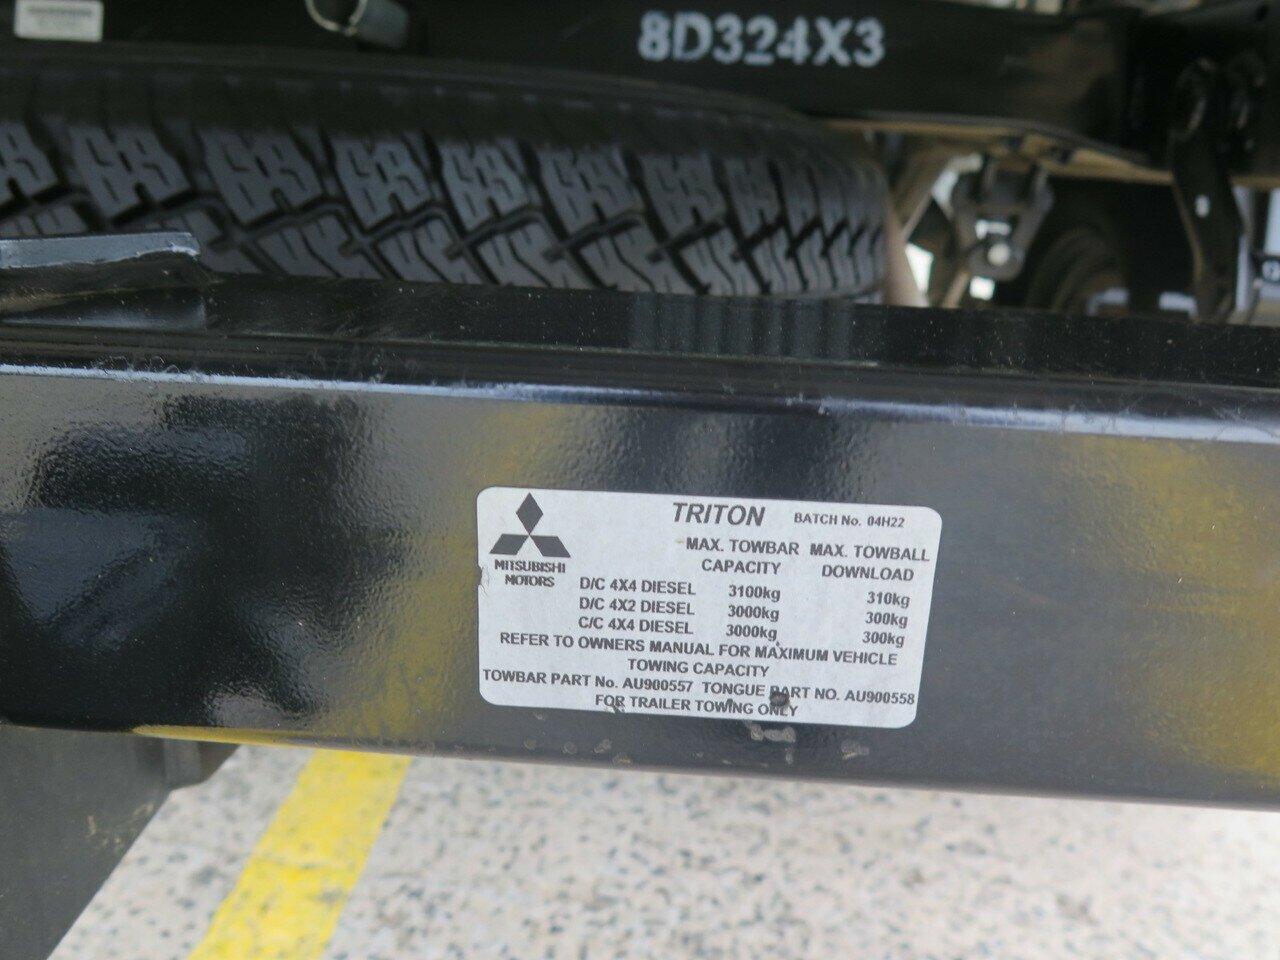 8D324X3
TRITON BATCH No. 04H22
MITSUBISHI
MOTORS
MAX. TOWBAR MAX. TOWBALL
CAPACITY DOWNLOAD
D/C 4X4 DIESEL 3100kg 310kg
D/C 4X2 DIESEL 3000kg 300kg
C/C 4X4 DIESEL 3000kg 300kg
REFER TO OWNERS MANUAL FOR MAXIMUM VEHICLE
TOWING CAPACITY
TOWBAR PART No. AU900557 TONGUE PART NO. AU900558
FOR TRAILER TOWING ONLY